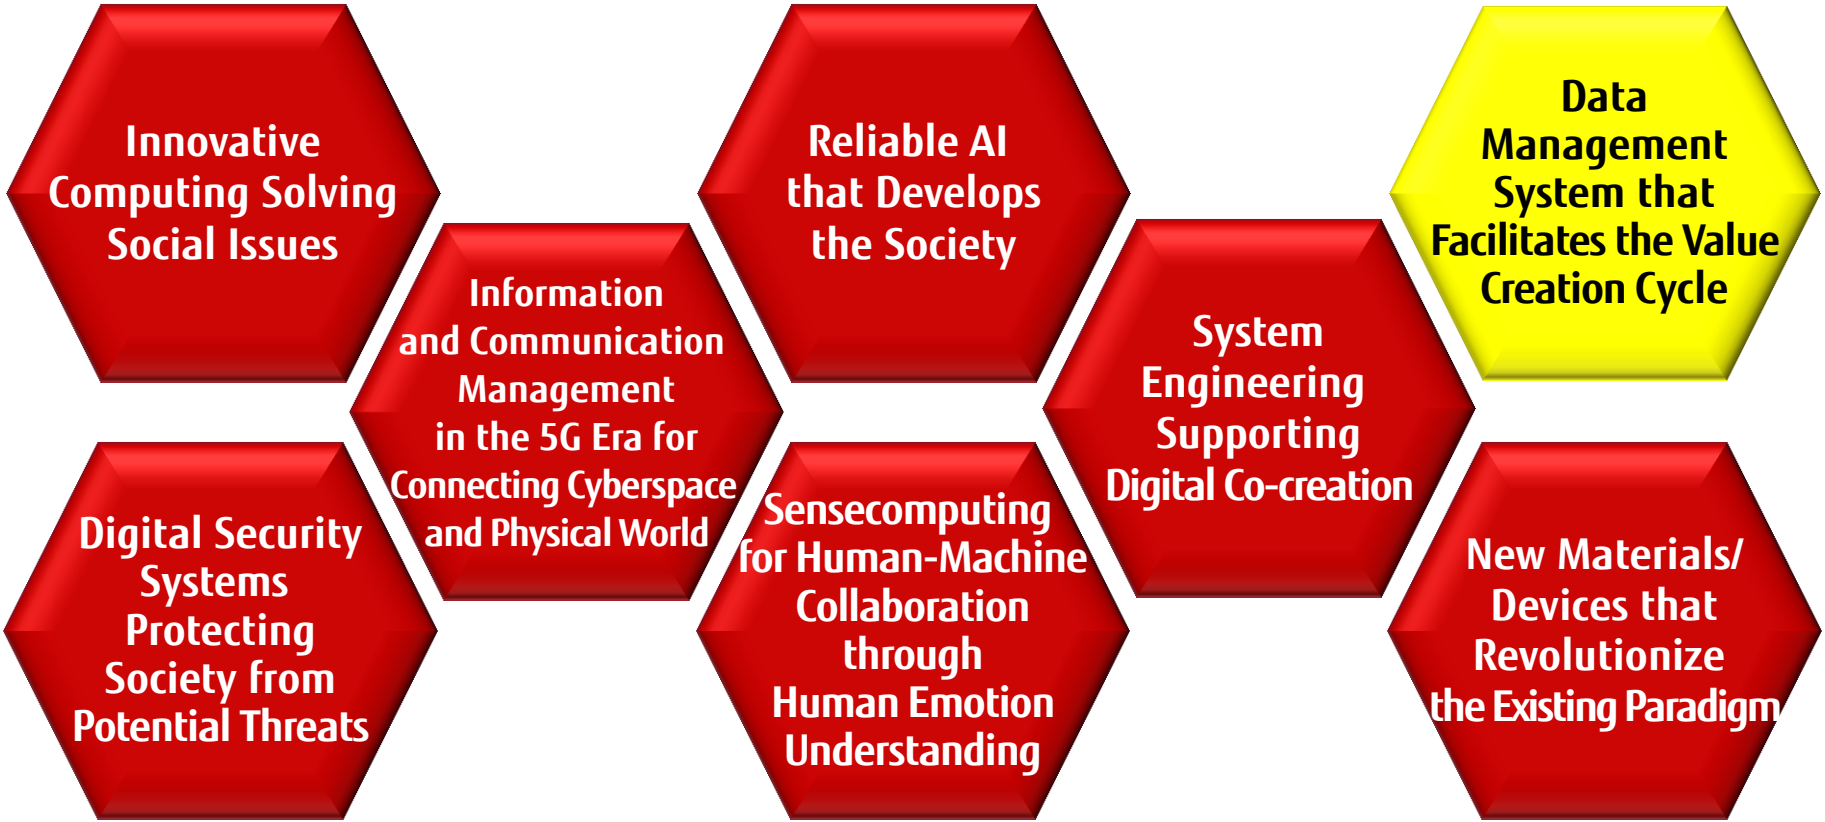 Innovative
Computing Solving
Social Issues
Information
and Communication
Management
in the 5G Era for
Connecting Cyberspace
and Physical World
Reliable AI
that Develops
the Society
System
Engineering
Supporting
Digital Co-creation
Data
Management
System that
Facilitates the Value
Creation Cycle
Digital Security
Systems
Protecting
Society from
Potential Threats
Sensecomputing
for Human-Machine
Collaboration
through
Human Emotion
Understanding
New Materials/
Devices that
Revolutionize
the Existing Paradigm